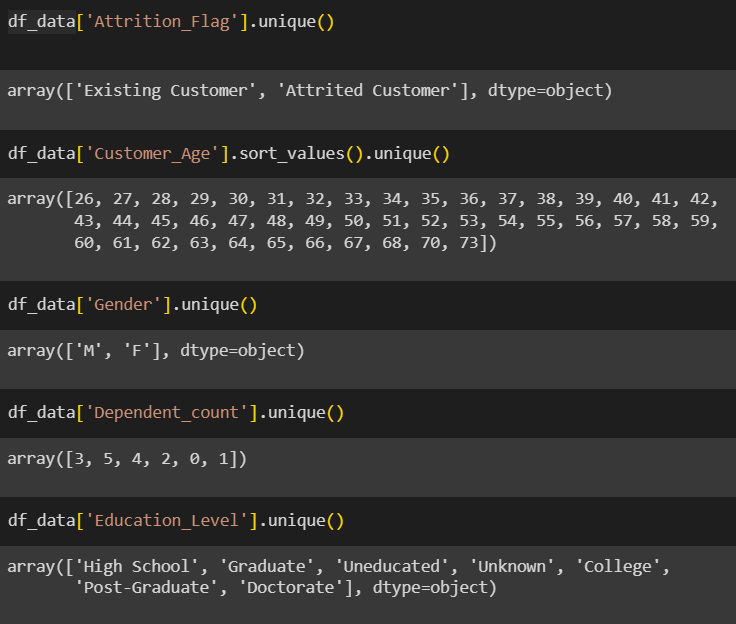 df_data['Attrition_Flag'].unique()
array(['Existing Customer', 'Attrited Customer'], dtype=object)
df_data['Customer_Age'].sort_values().unique()
array([26, 27, 28, 29, 30, 31, 32, 33, 34, 35, 36, 37, 38, 39, 40, 41, 42,
       43, 44, 45, 46, 47, 48, 49, 50, 51, 52, 53, 54, 55, 56, 57, 58, 59,
       60, 61, 62, 63, 64, 65, 66, 67, 68, 70, 73])
df_data['Gender'].unique()
array(['M', 'F'], dtype=object)
df_data['Dependent_count'].unique()
array([3, 5, 4, 2, 0, 1])
df_data['Education_Level'].unique()
array(['High School', 'Graduate', 'Uneducated', 'Unknown', 'College',
       'Post-Graduate', 'Doctorate'], dtype=object)